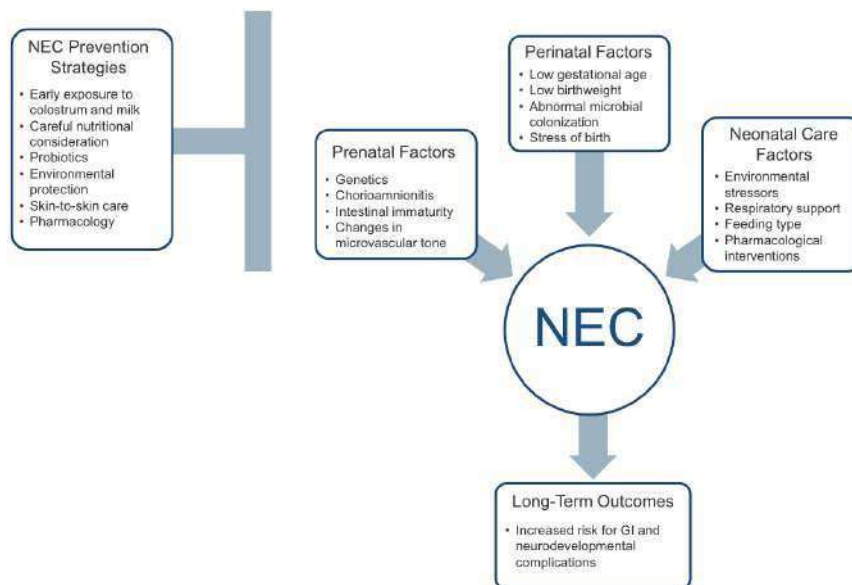 NEC Prevention
Strategies
• Early exposure to
colostrum and milk
• Careful nutritional
consideration
• Probiotics
• Environmental
protection
• Skin-to-skin care
• Pharmacology
Prenatal Factors
• Genetics
• Chorioamnionitis
• Intestinal immaturity
• Changes in
microvascular tone
Perinatal Factors
• Low gestational age
• Low birthweight
• Abnormal microbial
colonization
• Stress of birth
Neonatal Care
Factors
• Environmental
stressors
• Respiratory support
• Feeding type
• Pharmacological
interventions
NEC
Long-Term Outcomes
• Increased risk for GI and
neurodevelopmental
complications